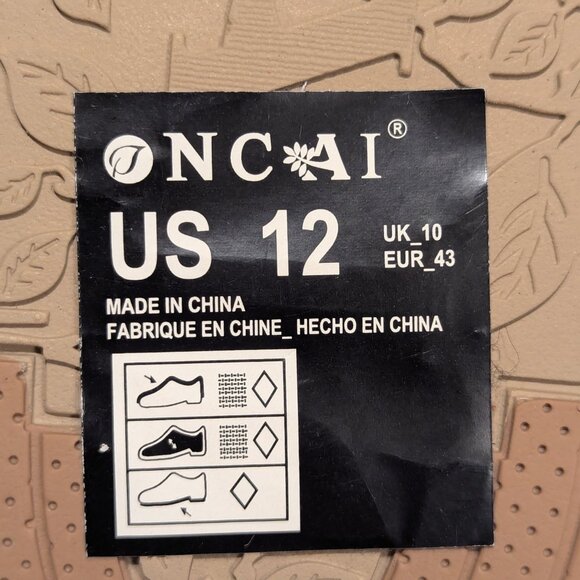 ONCAI®
US 12
UK_10
EUR_43
MADE IN CHINA
FABRIQUE EN CHINE_ HECHO EN CHINA